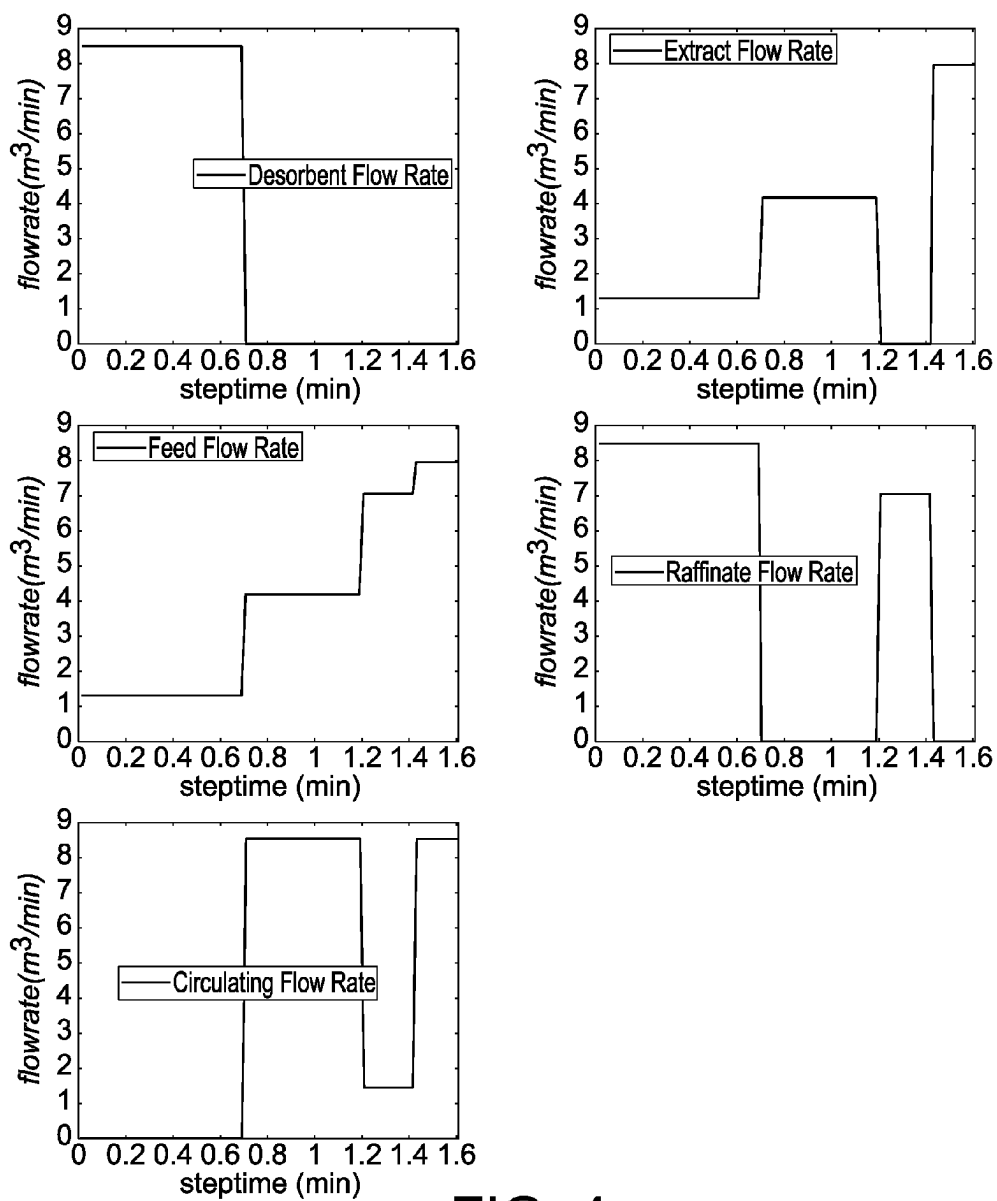 9
8
7
6
5
4
3
2
1
0
flowrate(m³/min)
Desorbent Flow Rate
0 0.2 0.4 0.6 0.8 1 1.2 1.4 1.6
steptime (min)
9
8
7
6
5
4
3
2
1
0
flowrate(m³/min)
Extract Flow Rate
0 0.2 0.4 0.6 0.8 1 1.2 1.4 1.6
steptime (min)
9
8
7
6
5
4
3
2
1
0
flowrate(m³/min)
Feed Flow Rate
0 0.2 0.4 0.6 0.8 1 1.2 1.4 1.6
steptime (min)
9
8
7
6
5
4
3
2
1
0
flowrate(m³/min)
Raffinate Flow Rate
0 0.2 0.4 0.6 0.8 1 1.2 1.4 1.6
steptime (min)
9
8
7
6
5
4
3
2
1
0
flowrate(m³/min)
Circulating Flow Rate
0 0.2 0.4 0.6 0.8 1 1.2 1.4 1.6
steptime (min)